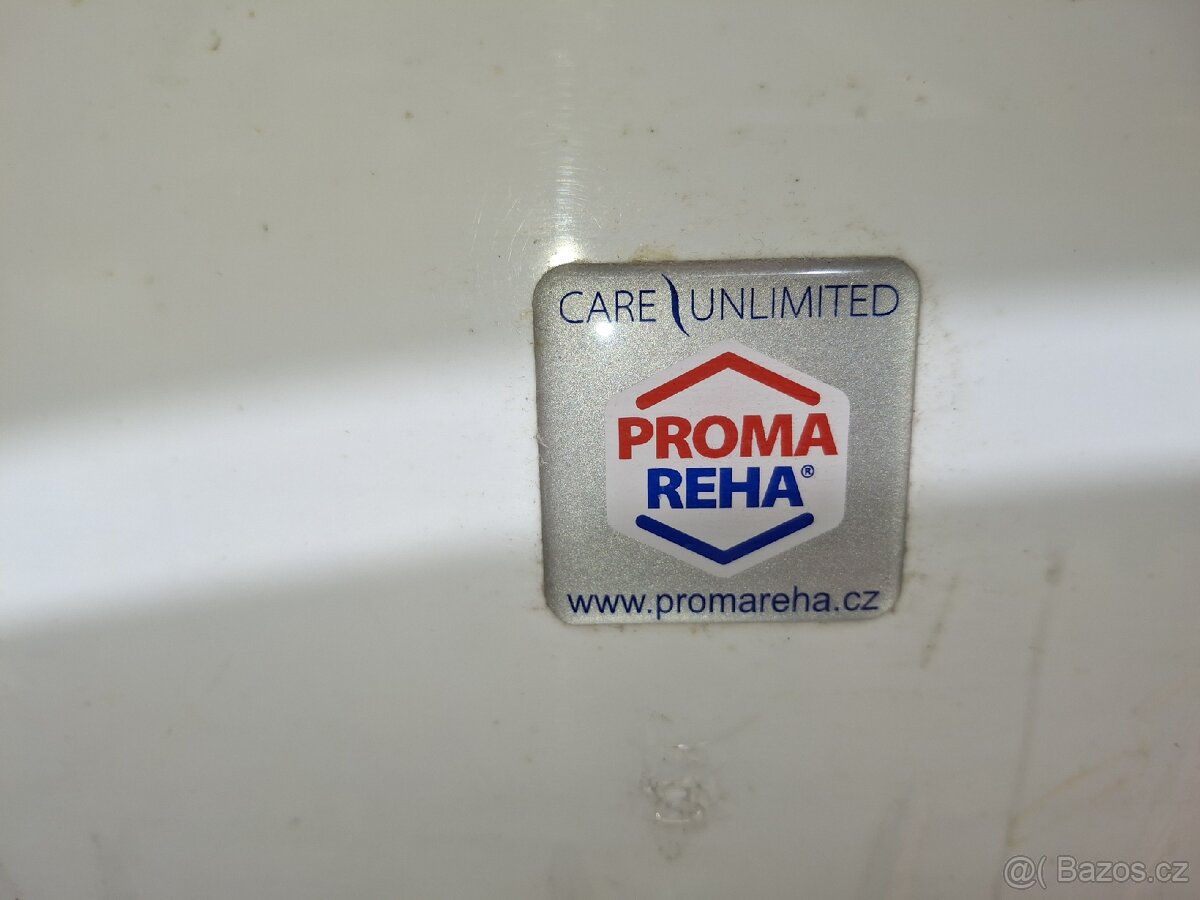 CARE UNLIMITED
PROMA
REHA®
www.promareha.cz
@( Bazos.cz